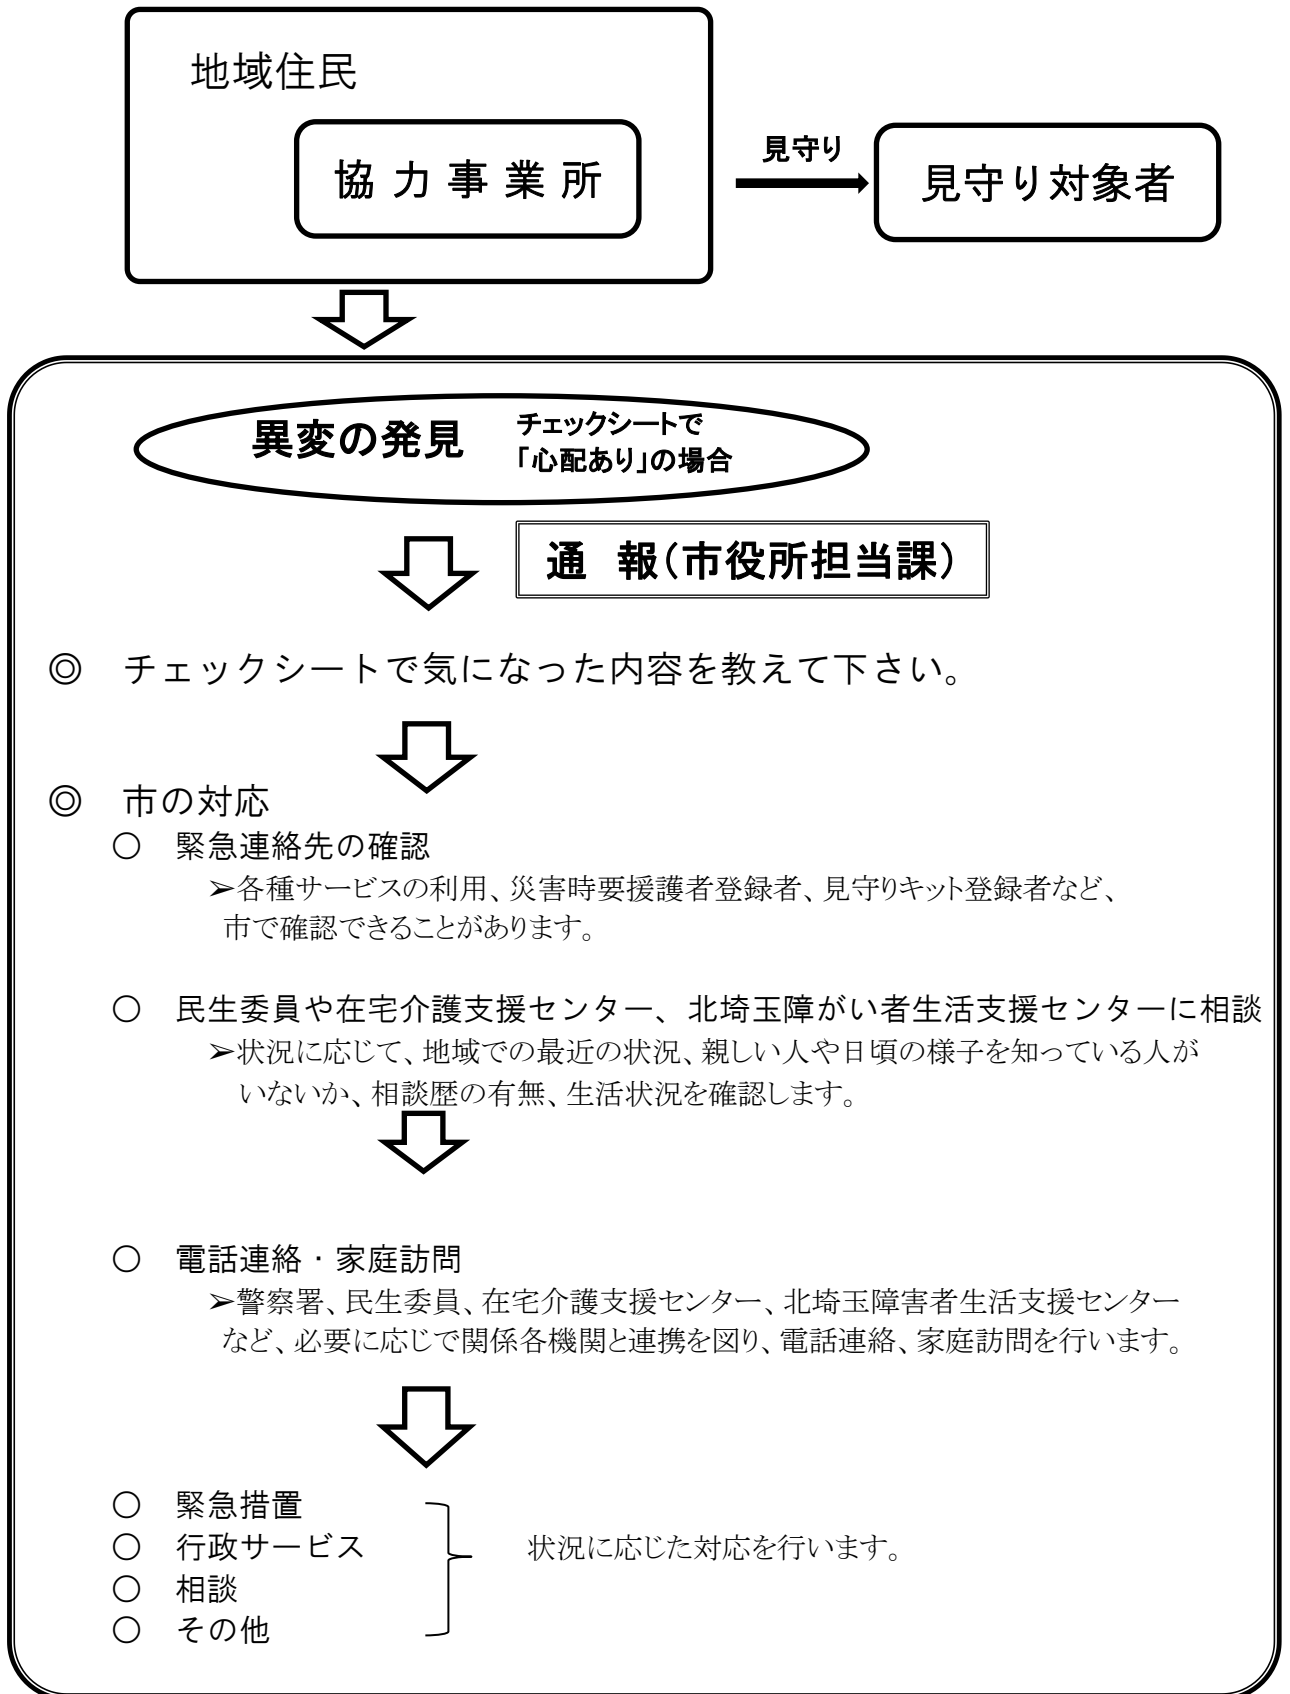 地域住民
協力事業所
見守り
見守り対象者
異変の発見
チェックシートで
「心配あり」の場合
通　報（市役所担当課）
◎　チェックシートで気になった内容を教えて下さい。
◎　市の対応
○　緊急連絡先の確認
➢各種サービスの利用、災害時要援護者登録者、見守りキット登録者など、
市で確認できることがあります。
○　民生委員や在宅介護支援センター、北埼玉障がい者生活支援センターに相談
➢状況に応じて、地域での最近の状況、親しい人や日頃の様子を知っている人が
いないか、相談歴の有無、生活状況を確認します。
○　電話連絡・家庭訪問
➢警察署、民生委員、在宅介護支援センター、北埼玉障害者生活支援センター
など、必要に応じで関係各機関と連携を図り、電話連絡、家庭訪問を行います。
○　緊急措置
○　行政サービス
状況に応じた対応を行います。
○　相談
○　その他